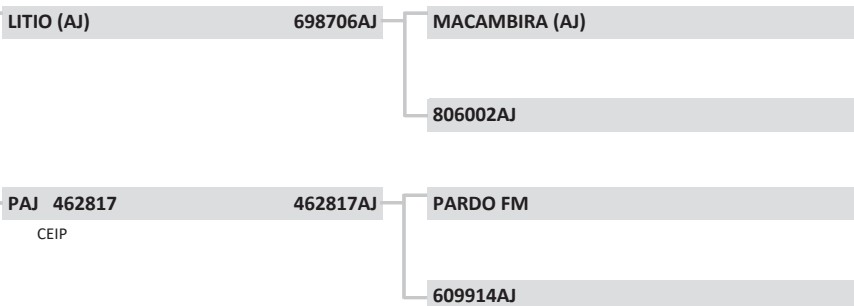 LITIO (AJ) 698706AJ MACAMBIRA (AJ)
806002AJ
PAJ 462817 462817AJ PARDO FM
CEIP
609914AJ